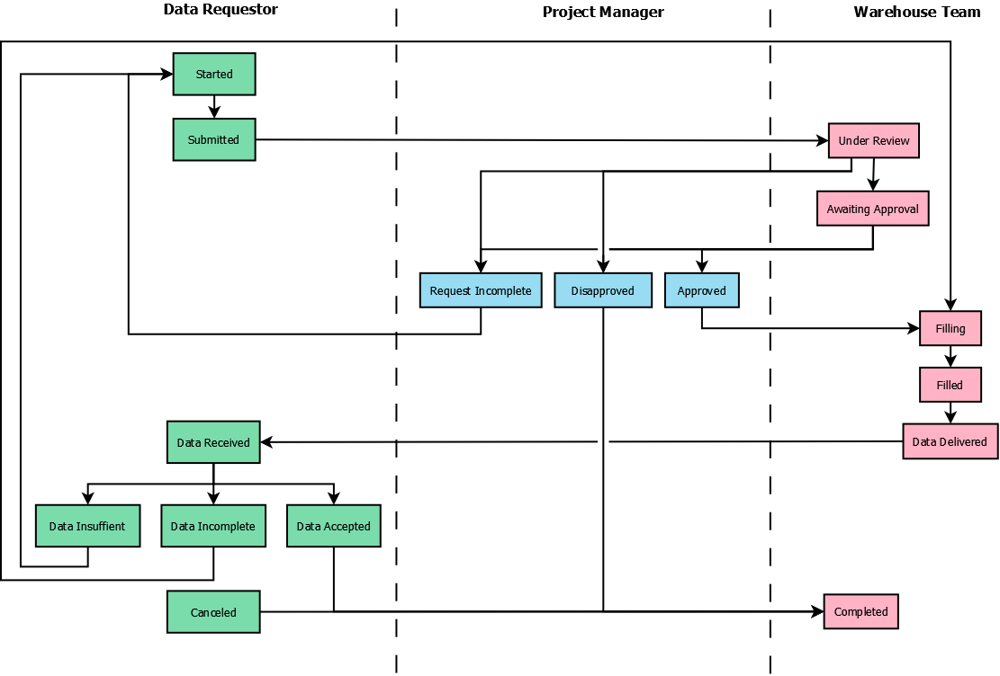 Data Requestor
Project Manager
Warehouse Team
Started
Submitted
Under Review
Awaiting Approval
Request Incomplete
Disapproved
Approved
Filling
Filled
Data Received
Data Delivered
Data Insuffient
Data Incomplete
Data Accepted
Canceled
Completed